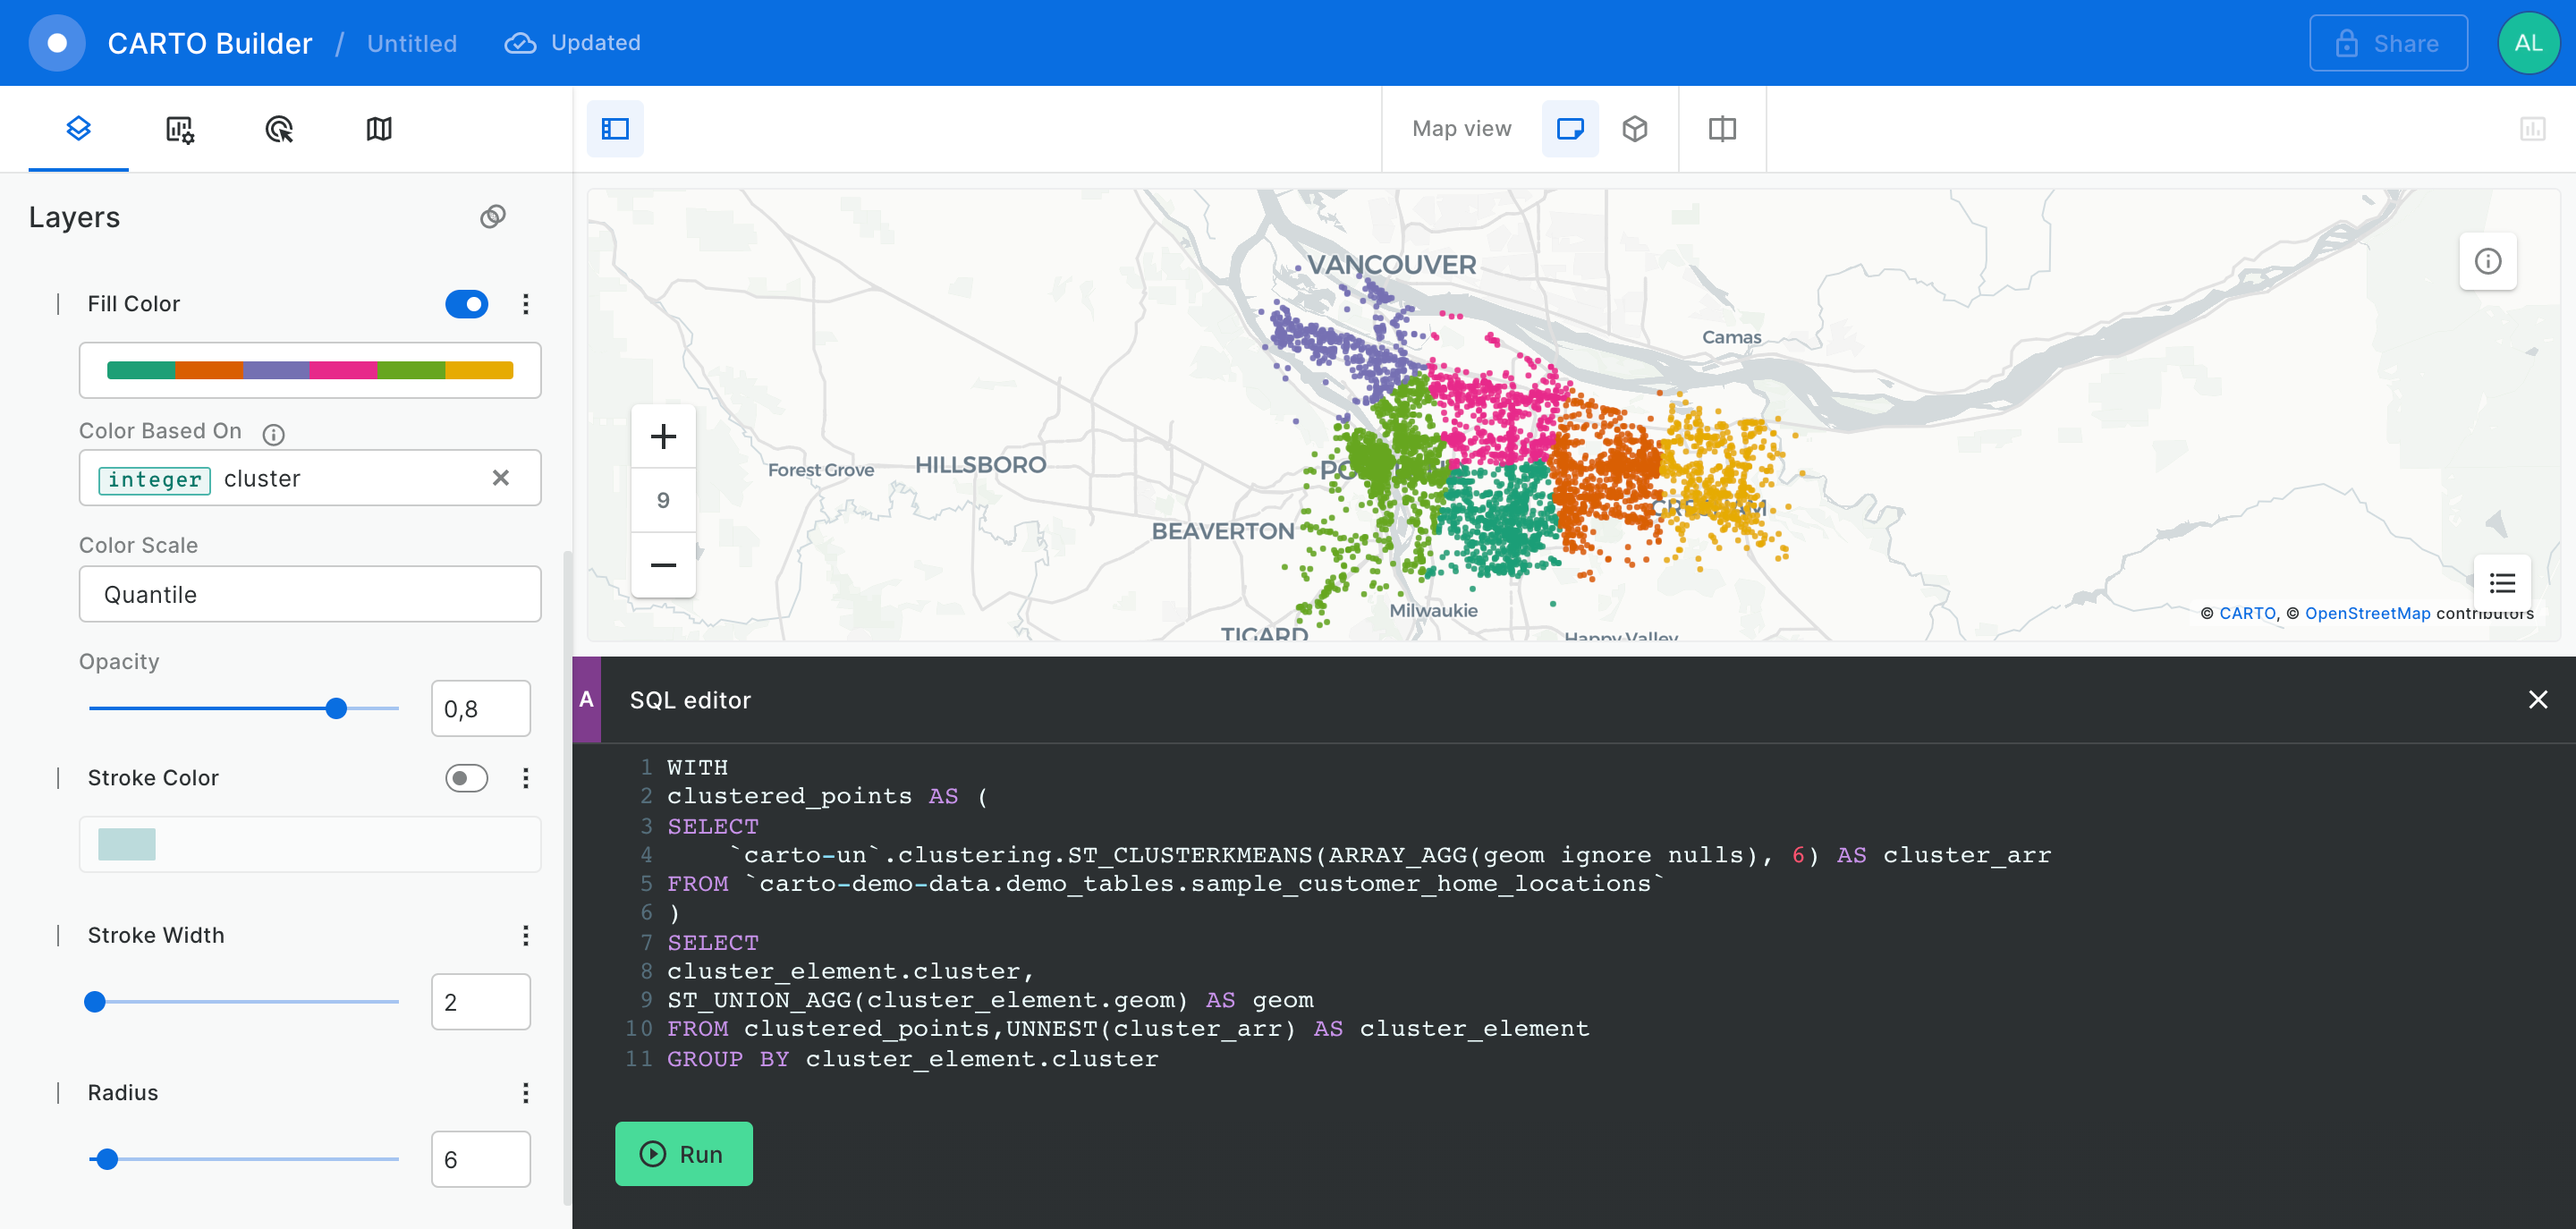 CARTO Builder / Untitled Updated
Share
AL
Map view
Layers
Fill Color
Color Based On
integer cluster
Color Scale
Quantile
Opacity
0,8
Stroke Color
Stroke Width
2
Radius
6
VANCOUVER
Camas
Forest Grove
HILLSBORO
BEAVERTON
Milwaukie
TIGARD
Happy Valley
9
© CARTO, © OpenStreetMap contributors
A
SQL editor
1 WITH
2 clustered_points AS (
3 SELECT
4 `carto-un`.clustering.ST_CLUSTERKMEANS(ARRAY_AGG(geom ignore nulls), 6) AS cluster_arr
5 FROM `carto-demo-data.demo_tables.sample_customer_home_locations`
6 )
7 SELECT
8 cluster_element.cluster,
9 ST_UNION_AGG(cluster_element.geom) AS geom
10 FROM clustered_points,UNNEST(cluster_arr) AS cluster_element
11 GROUP BY cluster_element.cluster
Run